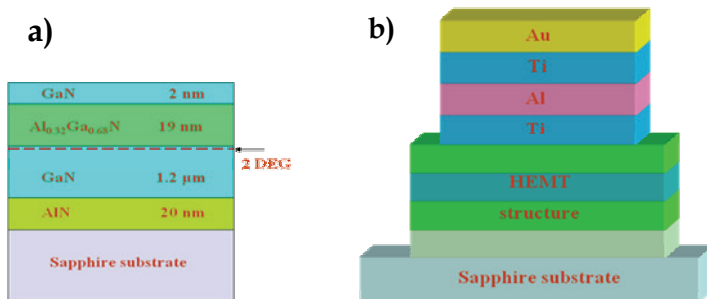 a)
GaN 2 nm
Al0.32Ga0.68N 19 nm
2 DEG
GaN 1.2 µm
AlN 20 nm
Sapphire substrate
b)
Au
Ti
Al
Ti
HEMT
structure
Sapphire substrate